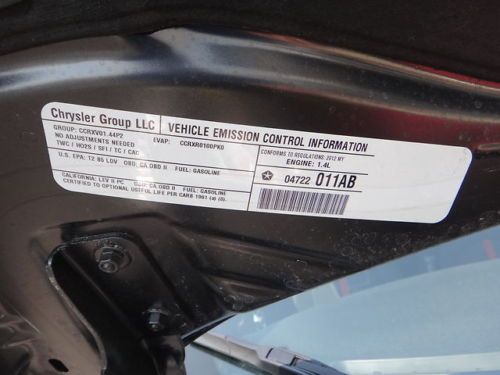 Chrysler Group LLC VEHICLE EMISSION CONTROL INFORMATION
GROUP: CCRXV01.44P2 EVAP: CCRXR0100PK0
NO ADJUSTMENTS NEEDED
TWC / HO2S / SFI / TC / CAC
U.S. EPA: 12 85 LDV OBD: CA OBD II FUEL: GASOLINE
CALIFORNIA: LEV II PC OBD: CA OBD II FUEL: GASOLINE
CERTIFIED TO OPTIONAL USEFUL LIFE PER CARB 1961 (a) (8).
CONFORMS TO REGULATIONS: 2012 MY
ENGINE: 1.4L
04722 011AB